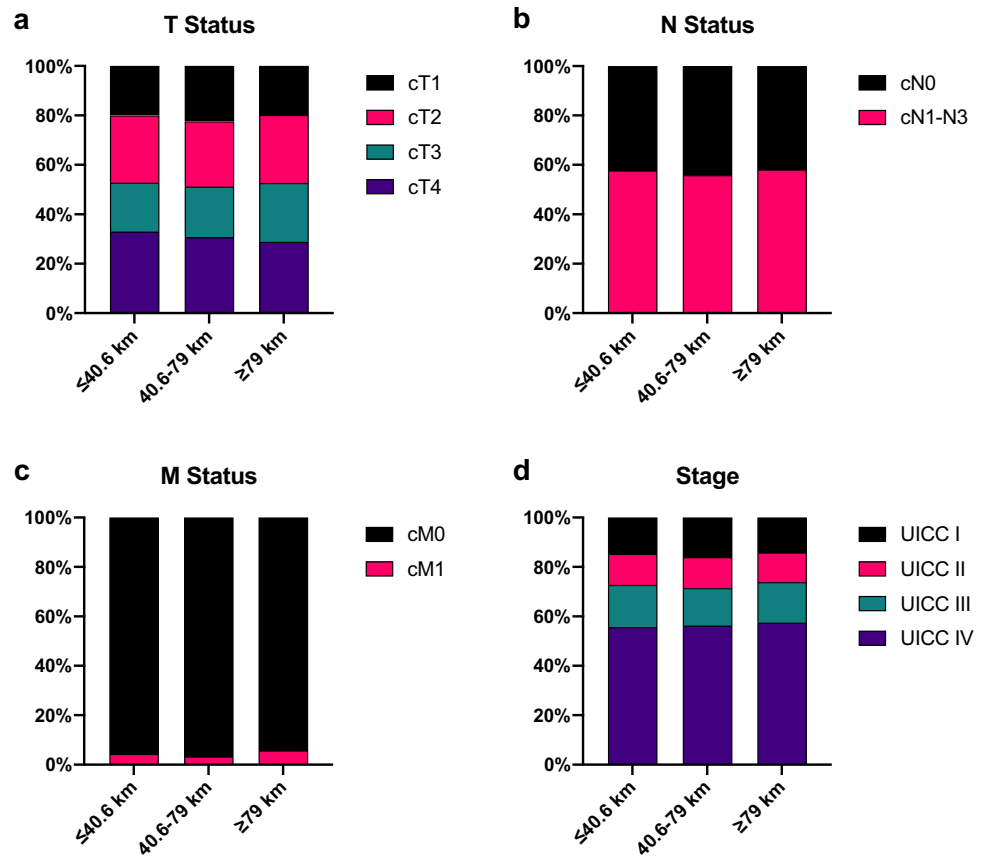 a
T Status
100%
80%
60%
40%
20%
0%
≤40.6 km
40.6-79 km
≥79 km
cT1
cT2
cT3
cT4
b
N Status
100%
80%
60%
40%
20%
0%
≤40.6 km
40.6-79 km
≥79 km
cN0
cN1-N3
c
M Status
100%
80%
60%
40%
20%
0%
≤40.6 km
40.6-79 km
≥79 km
cM0
cM1
d
Stage
100%
80%
60%
40%
20%
0%
≤40.6 km
40.6-79 km
≥79 km
UICC I
UICC II
UICC III
UICC IV